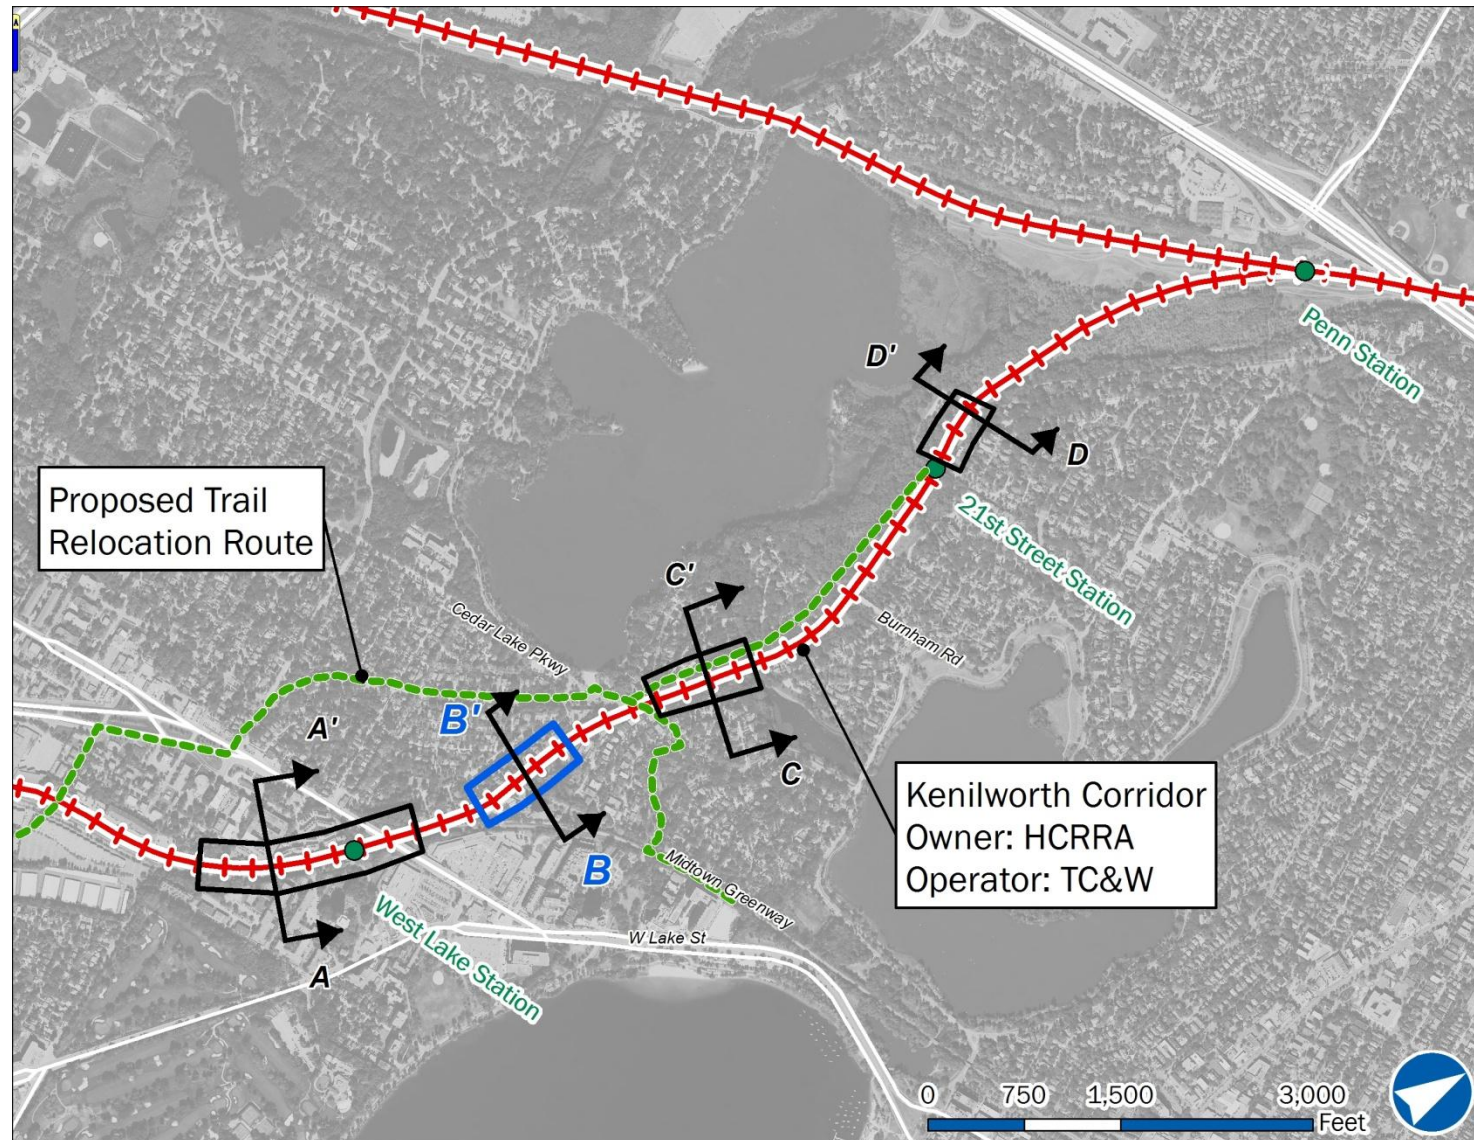 A
Penn Station
D'
D
Proposed Trail
Relocation Route
21st Street Station
C'
Cedar Lake Pkwy
Burnham Rd
B'
A'
C
Kenilworth Corridor
Owner: HCRRA
Operator: TC&W
B
Midtown Greenway
West Lake Station
W Lake St
A
0 750 1,500 3,000
Feet